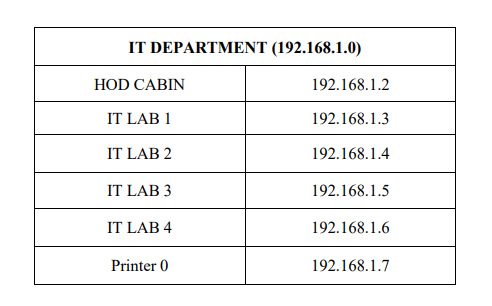 IT DEPARTMENT (192.168.1.0)
HOD CABIN 192.168.1.2
IT LAB 1 192.168.1.3
IT LAB 2 192.168.1.4
IT LAB 3 192.168.1.5
IT LAB 4 192.168.1.6
Printer 0 192.168.1.7